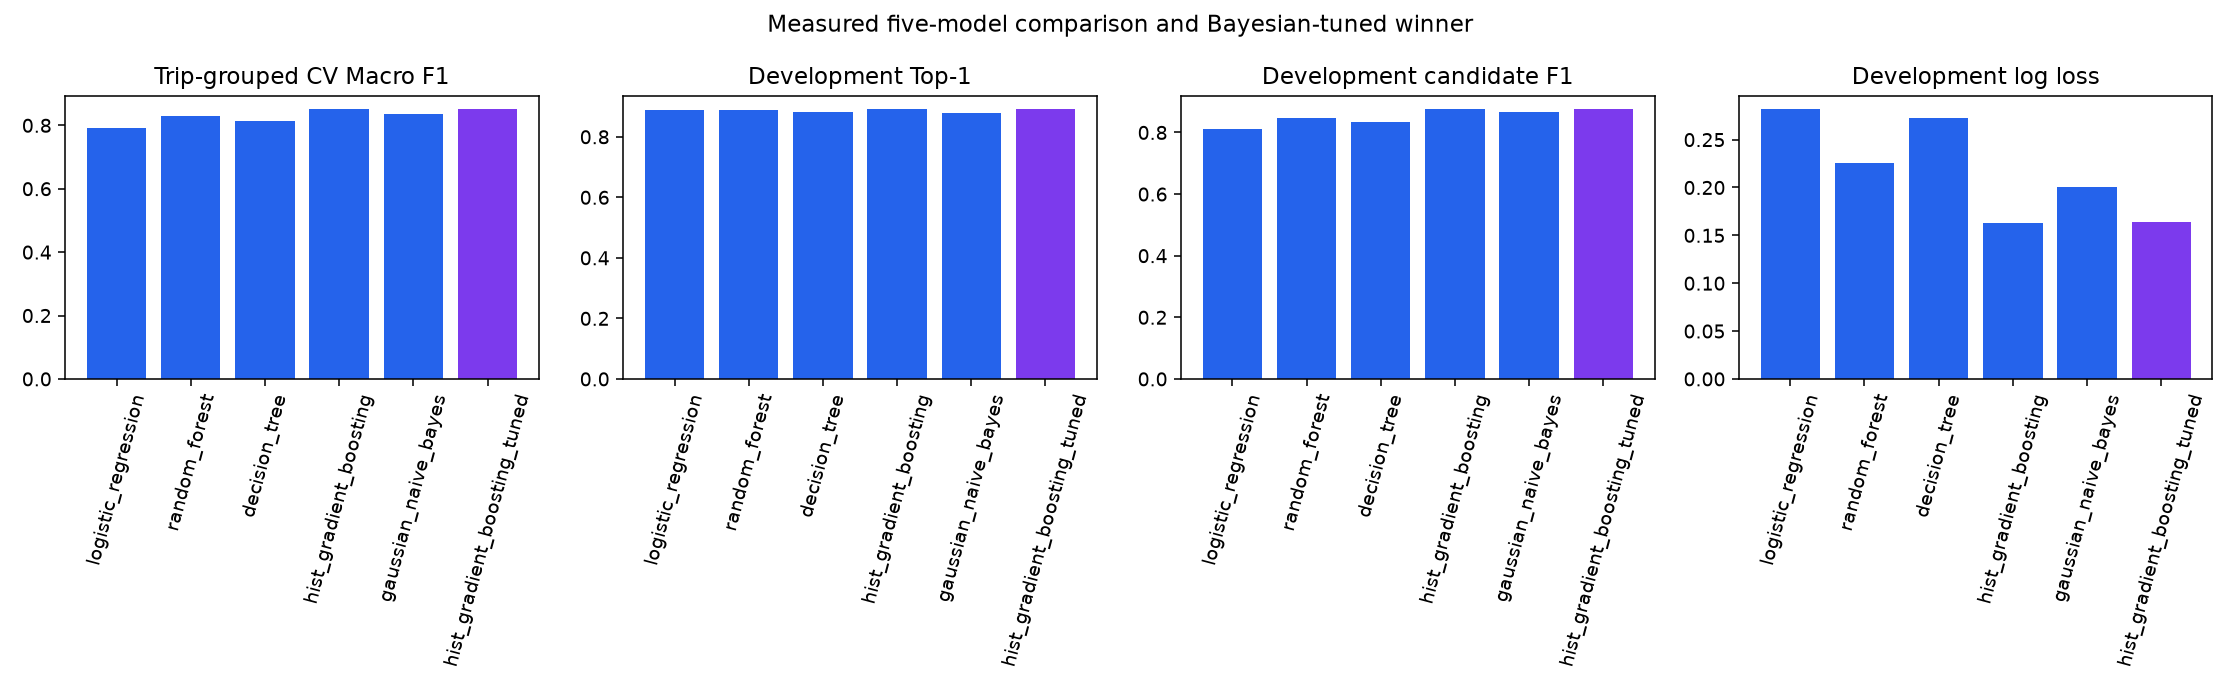 Measured five-model comparison and Bayesian-tuned winner
Trip-grouped CV Macro F1
0.8
0.6
0.4
0.2
0.0
logistic_regression
random_forest
decision_tree
hist_gradient_boosting
gaussian_naive_bayes
hist_gradient_boosting_tuned
Development Top-1
0.8
0.6
0.4
0.2
0.0
logistic_regression
random_forest
decision_tree
hist_gradient_boosting
gaussian_naive_bayes
hist_gradient_boosting_tuned
Development candidate F1
0.8
0.6
0.4
0.2
0.0
logistic_regression
random_forest
decision_tree
hist_gradient_boosting
gaussian_naive_bayes
hist_gradient_boosting_tuned
Development log loss
0.25
0.20
0.15
0.10
0.05
0.00
logistic_regression
random_forest
decision_tree
hist_gradient_boosting
gaussian_naive_bayes
hist_gradient_boosting_tuned